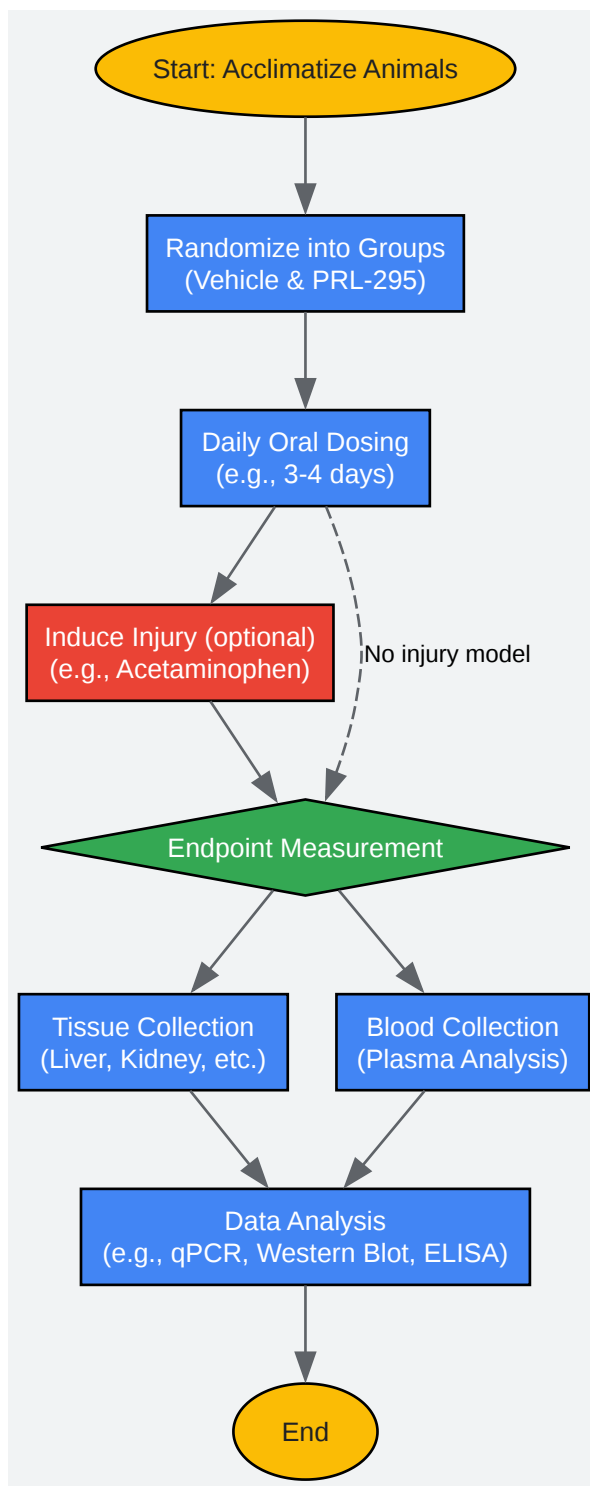 Start: Acclimatize Animals
Randomize into Groups
(Vehicle & PRL-295)
Daily Oral Dosing
(e.g., 3-4 days)
Induce Injury (optional)
(e.g., Acetaminophen)
No injury model
Endpoint Measurement
Tissue Collection
(Liver, Kidney, etc.)
Blood Collection
(Plasma Analysis)
Data Analysis
(e.g., qPCR, Western Blot, ELISA)
End